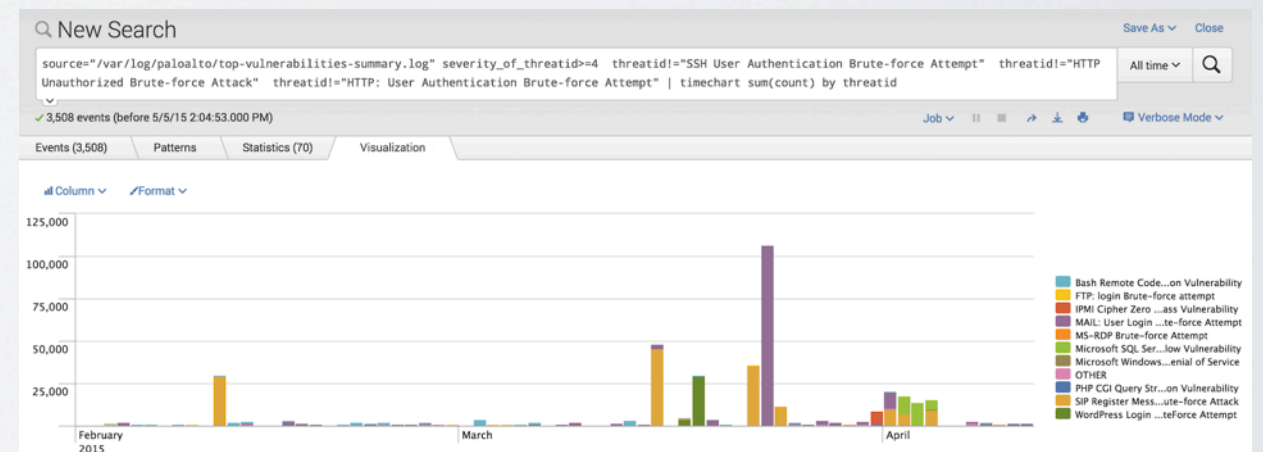 New Search
Save As
Close
source="/var/log/paloalto/top-vulnerabilities-summary.log" severity_of_threatid>=4 threatid!="SSH User Authentication Brute-force Attempt" threatid!="HTTP
Unauthorized Brute-force Attack" threatid!="HTTP: User Authentication Brute-force Attempt" | timechart sum(count) by threatid
All time
3,508 events (before 5/5/15 2:04:53.000 PM)
Job
Verbose Mode
Events (3,508)
Patterns
Statistics (70)
Visualization
Column
Format
125,000
100,000
75,000
50,000
25,000
February
2015
March
April
Bash Remote Code...on Vulnerability
FTP: login Brute-force attempt
IPMI Cipher Zero ...ass Vulnerability
MAIL: User Login ...te-force Attempt
MS-RDP Brute-force Attempt
Microsoft SQL Ser...low Vulnerability
Microsoft Windows...enial of Service
OTHER
PHP CGI Query Str...on Vulnerability
SIP Register Mess...ute-force Attack
WordPress Login ...teForce Attempt